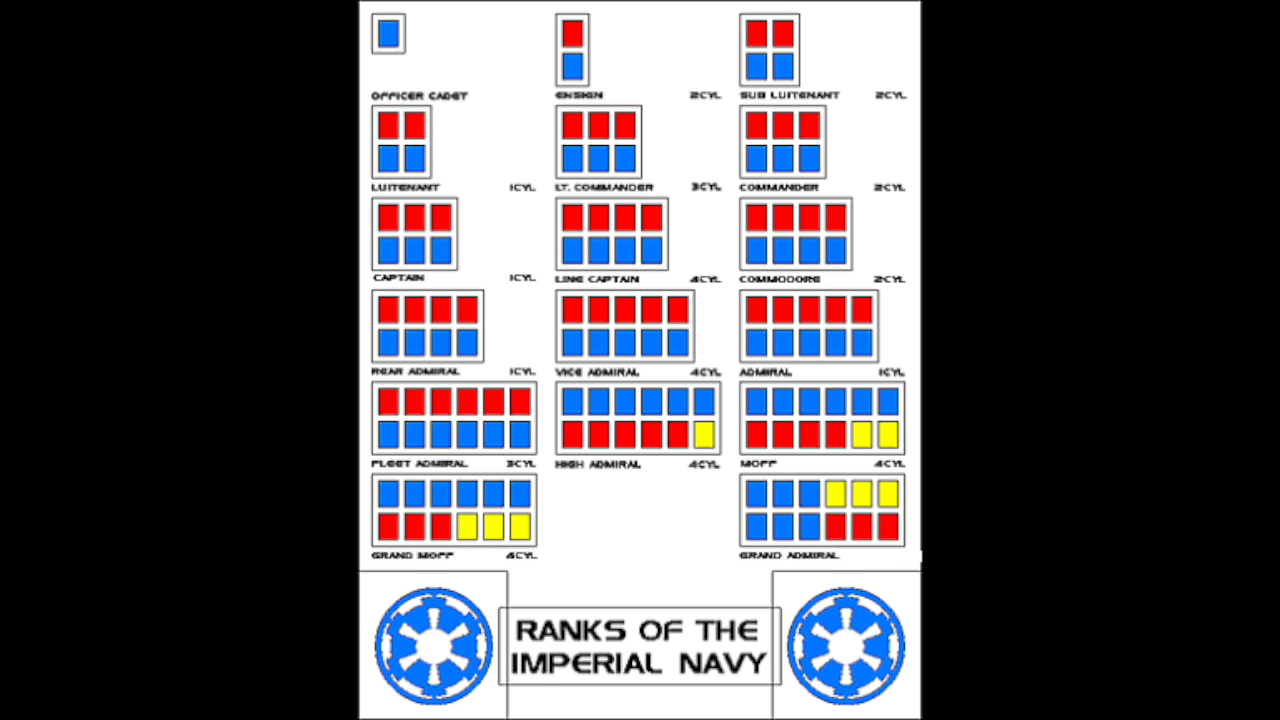 OFFICER CADET
ENSIGN 2CYL
SUB LUITENANT 2CYL
LUITENANT 1CYL
LT. COMMANDER 3CYL
COMMANDER 2CYL
CAPTAIN 1CYL
LINE CAPTAIN 4CYL
COMMODORE 2CYL
REAR ADMIRAL 1CYL
VICE ADMIRAL 4CYL
ADMIRAL 1CYL
FLEET ADMIRAL 3CYL
HIGH ADMIRAL 4CYL
MOFF 4CYL
GRAND MOFF 4CYL
GRAND ADMIRAL
RANKS OF THE
IMPERIAL NAVY